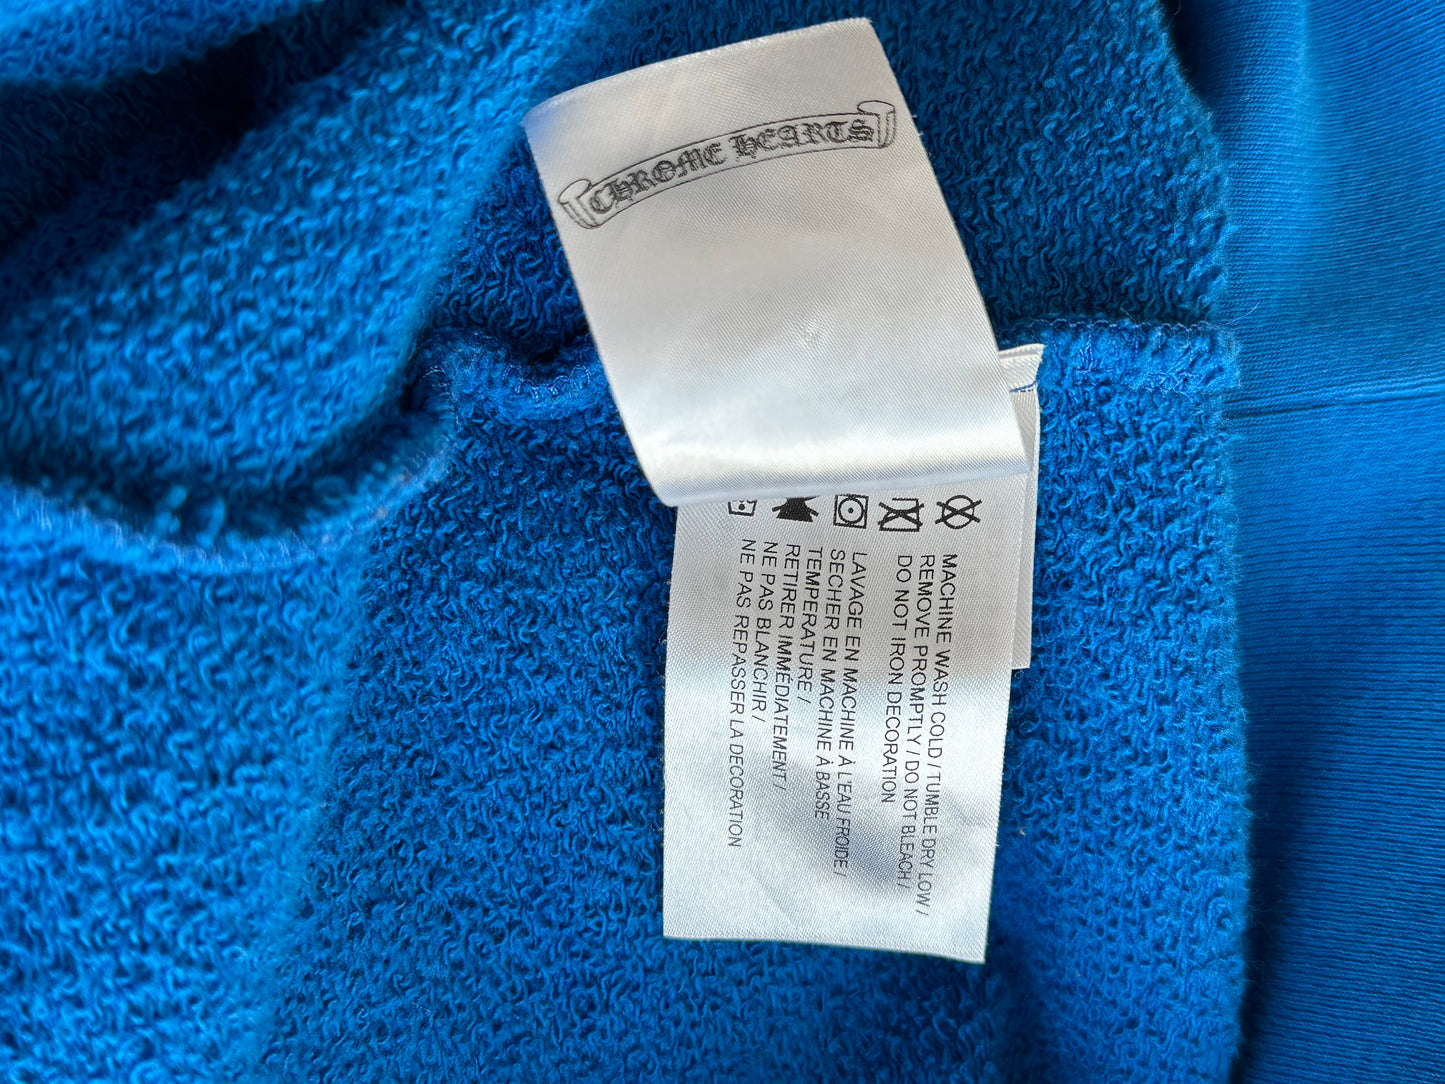 CHROME HEARTS
MACHINE WASH COLD / TUMBLE DRY LOW /
REMOVE PROMPTLY / DO NOT BLEACH /
DO NOT IRON DECORATION
LAVAGE EN MACHINE À L'EAU FROIDE /
SECHER EN MACHINE À BASSE
TEMPERATURE /
RETIRER IMMÉDIATEMENT /
NE PAS BLANCHIR /
NE PAS REPASSER LA DECORATION